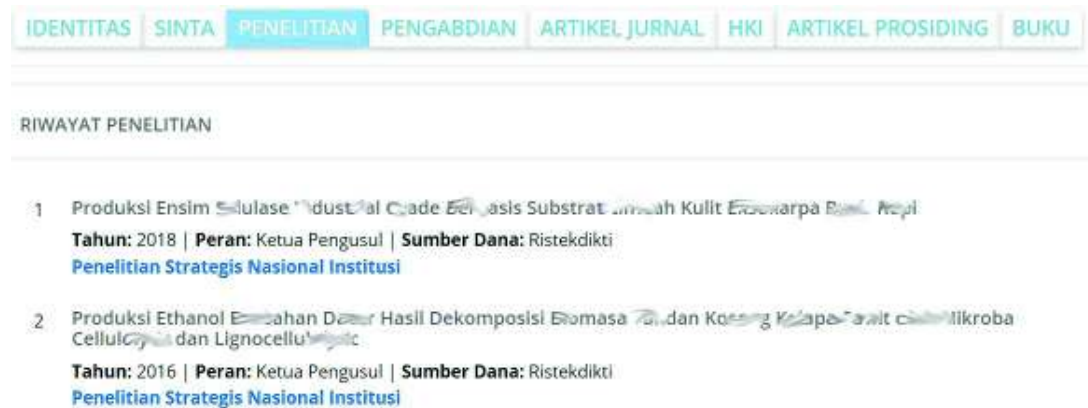 IDENTITAS SINTA PENELITIAN PENGABDIAN ARTIKEL JURNAL HKI ARTIKEL PROSIDING BUKU
RIWAYAT PENELITIAN
1 Produksi Ensim Substrat Kulit
Tahun: 2018 | Peran: Ketua Pengusul | Sumber Dana: Ristekdikti
Penelitian Strategis Nasional Institusi
2 Produksi Ethanol Hasil Dekomposisi dan
dan
Tahun: 2016 | Peran: Ketua Pengusul | Sumber Dana: Ristekdikti
Penelitian Strategis Nasional Institusi